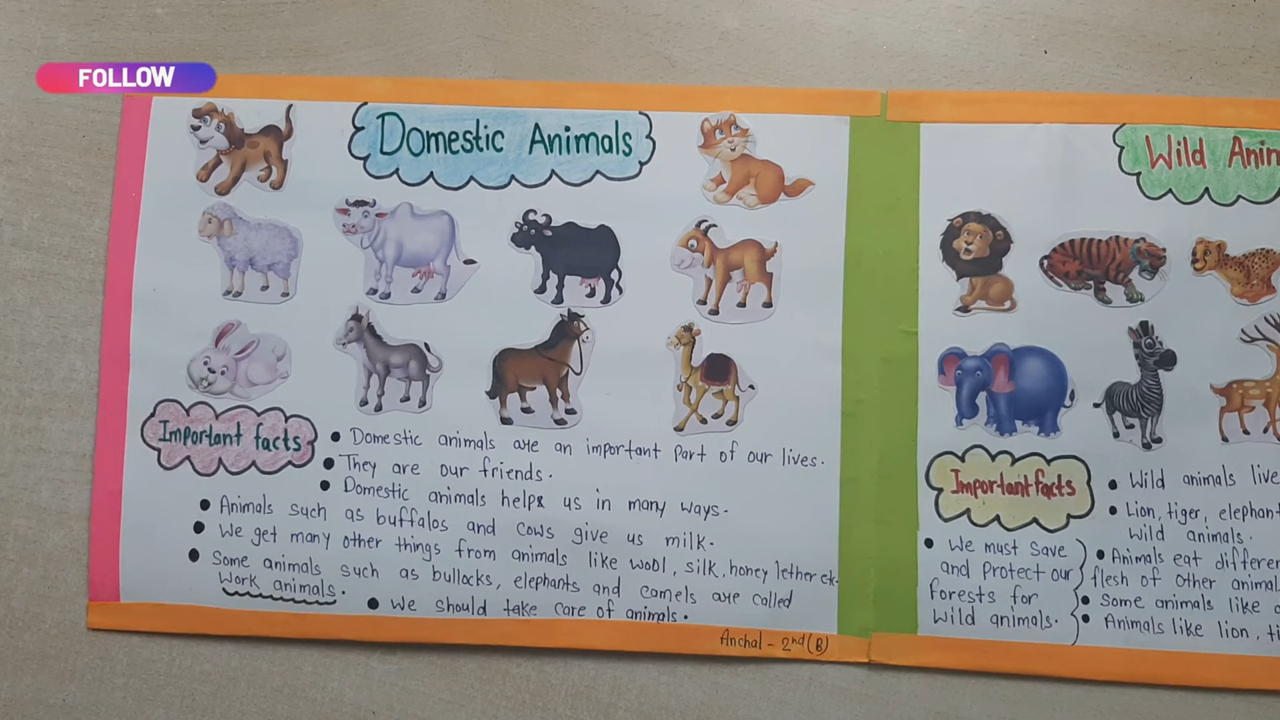 FOLLOW
Domestic Animals
Important facts
● Domestic animals are an important part of our lives.
● They are our friends.
● Domestic animals helps us in many ways.
● Animals such as buffalos and cows give us milk.
● We get many other things from animals like wool, silk, honey lether etc.
● Some animals such as bullocks, elephants and camels are called
work animals.
● We should take care of animals.
Anchal - 2nd (B)
Wild Anim
Important facts
● Wild animals live
● Lion, tiger, elephant
Wild animals.
● Animals eat differen
flesh of other animal
● Some animals like
● Animals like lion, ti
● We must save
and protect our
forests for
wild animals.